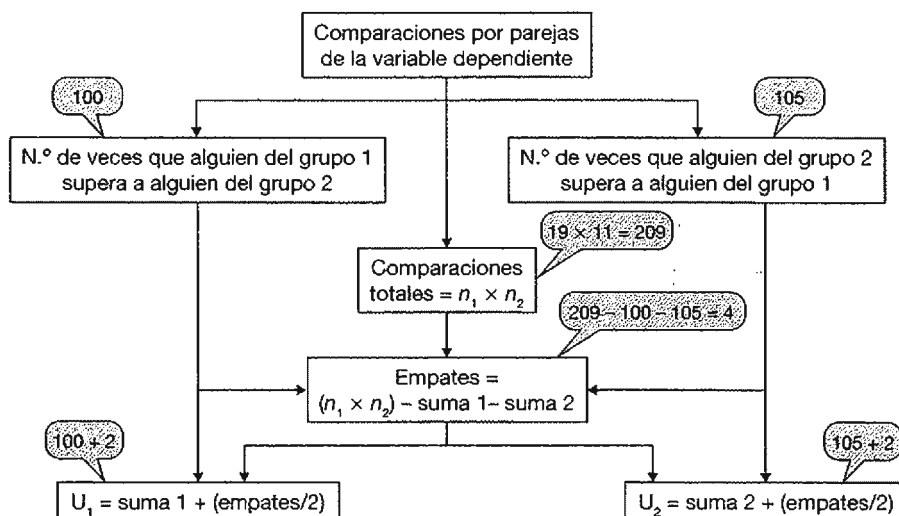 Comparaciones por parejas
de la variable dependiente
100
105
N.º de veces que alguien del grupo 1
supera a alguien del grupo 2
N.º de veces que alguien del grupo 2
supera a alguien del grupo 1
19 × 11 = 209
Comparaciones
totales = n₁ × n₂
209 – 100 – 105 = 4
Empates =
(n₁ × n₂) – suma 1– suma 2
100 + 2
105 + 2
U₁ = suma 1 + (empates/2)
U₂ = suma 2 + (empates/2)